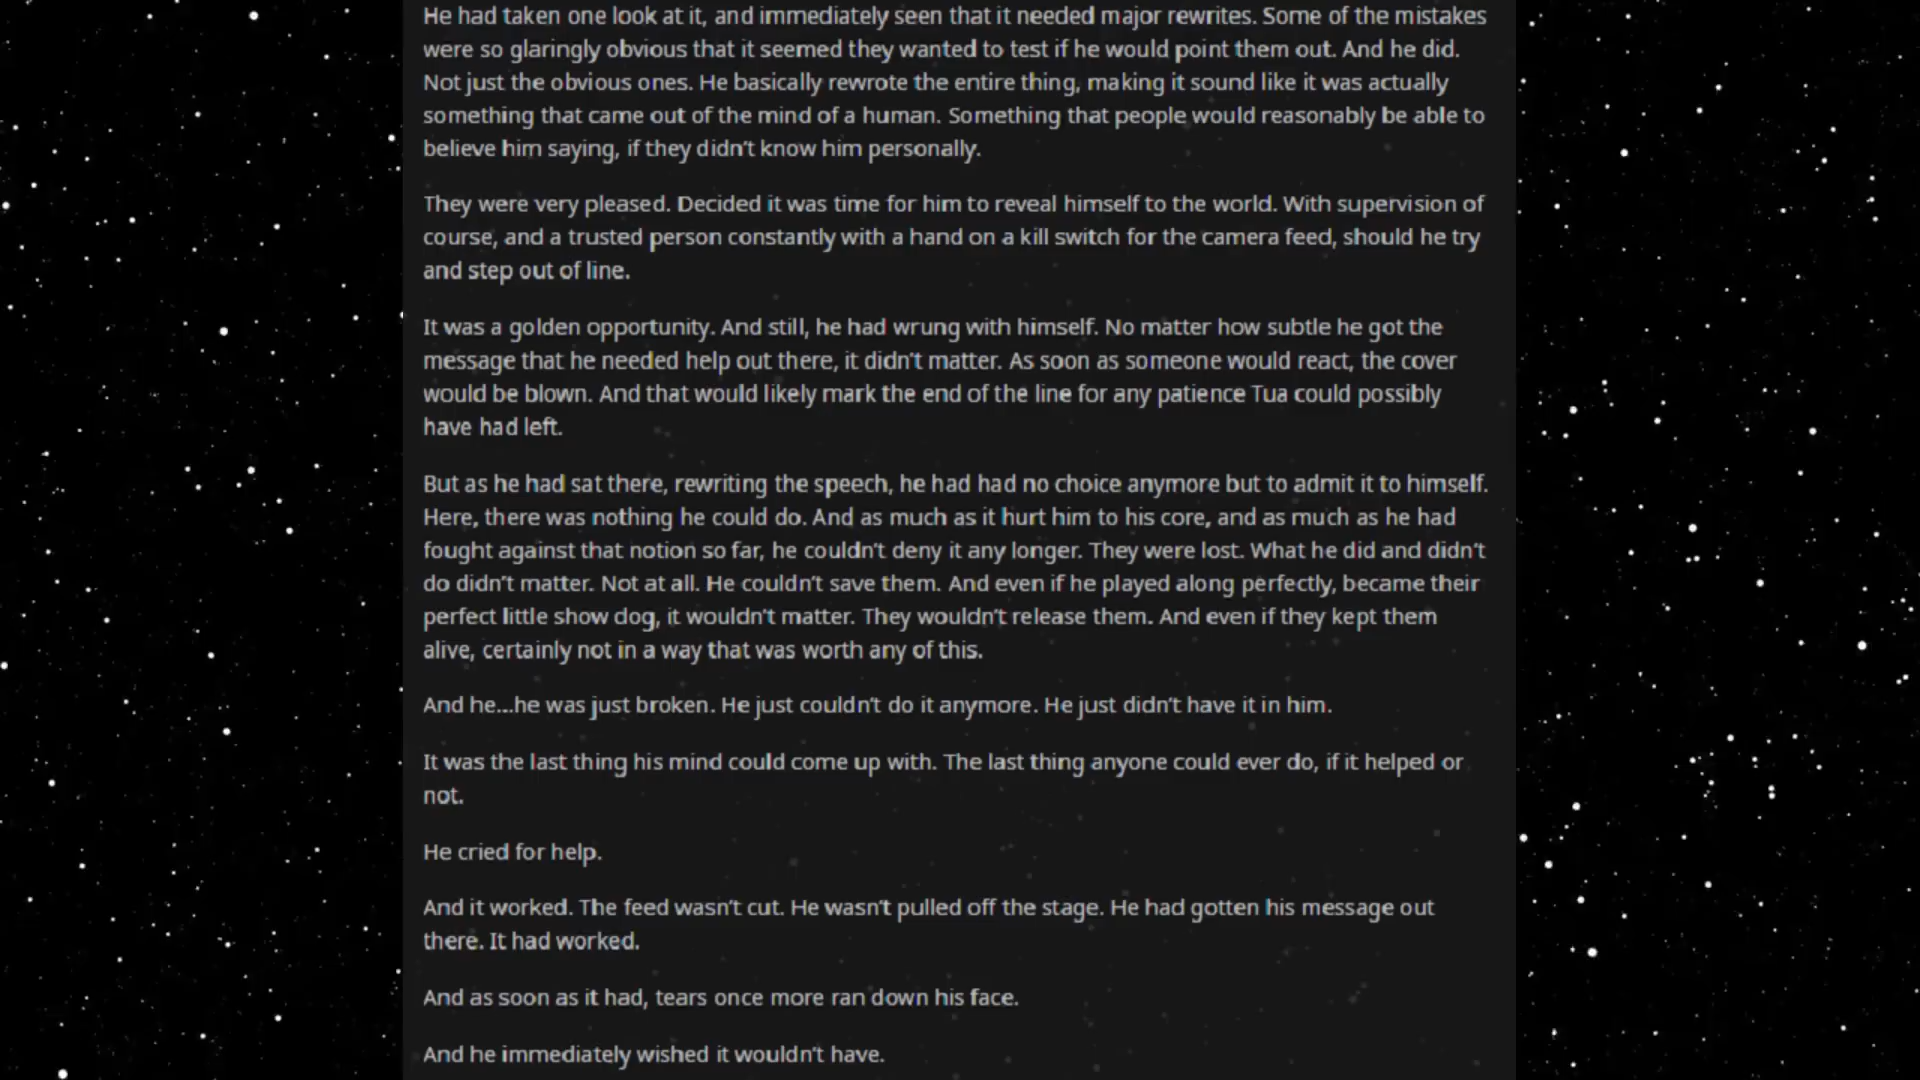 He had taken one look at it, and immediately seen that it needed major rewrites. Some of the mistakes
were so glaringly obvious that it seemed they wanted to test if he would point them out. And he did.
Not just the obvious ones. He basically rewrote the entire thing, making it sound like it was actually
something that came out of the mind of a human. Something that people would reasonably be able to
believe him saying, if they didn't know him personally.
They were very pleased. Decided it was time for him to reveal himself to the world. With supervision of
course, and a trusted person constantly with a hand on a kill switch for the camera feed, should he try
and step out of line.
It was a golden opportunity. And still, he had wrung with himself. No matter how subtle he got the
message that he needed help out there, it didn't matter. As soon as someone would react, the cover
would be blown. And that would likely mark the end of the line for any patience Tua could possibly
have had left.
But as he had sat there, rewriting the speech, he had had no choice anymore but to admit it to himself.
Here, there was nothing he could do. And as much as it hurt him to his core, and as much as he had
fought against that notion so far, he couldn't deny it any longer. They were lost. What he did and didn't
do didn't matter. Not at all. He couldn't save them. And even if he played along perfectly, became their
perfect little show dog, it wouldn't matter. They wouldn't release them. And even if they kept them
alive, certainly not in a way that was worth any of this.
And he...he was just broken. He just couldn't do it anymore. He just didn't have it in him.
It was the last thing his mind could come up with. The last thing anyone could ever do, if it helped or
not.
He cried for help.
And it worked. The feed wasn't cut. He wasn't pulled off the stage. He had gotten his message out
there. It had worked.
And as soon as it had, tears once more ran down his face.
And he immediately wished it wouldn't have.